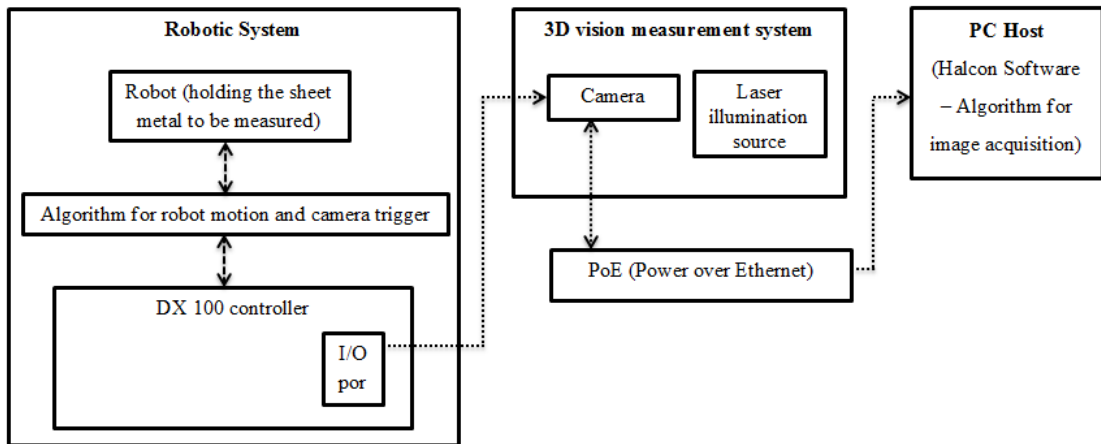 Robotic System
Robot (holding the sheet
metal to be measured)
Algorithm for robot motion and camera trigger
DX 100 controller
I/O
por
3D vision measurement system
Camera
Laser
illumination
source
PoE (Power over Ethernet)
PC Host
(Halcon Software
– Algorithm for
image acquisition)